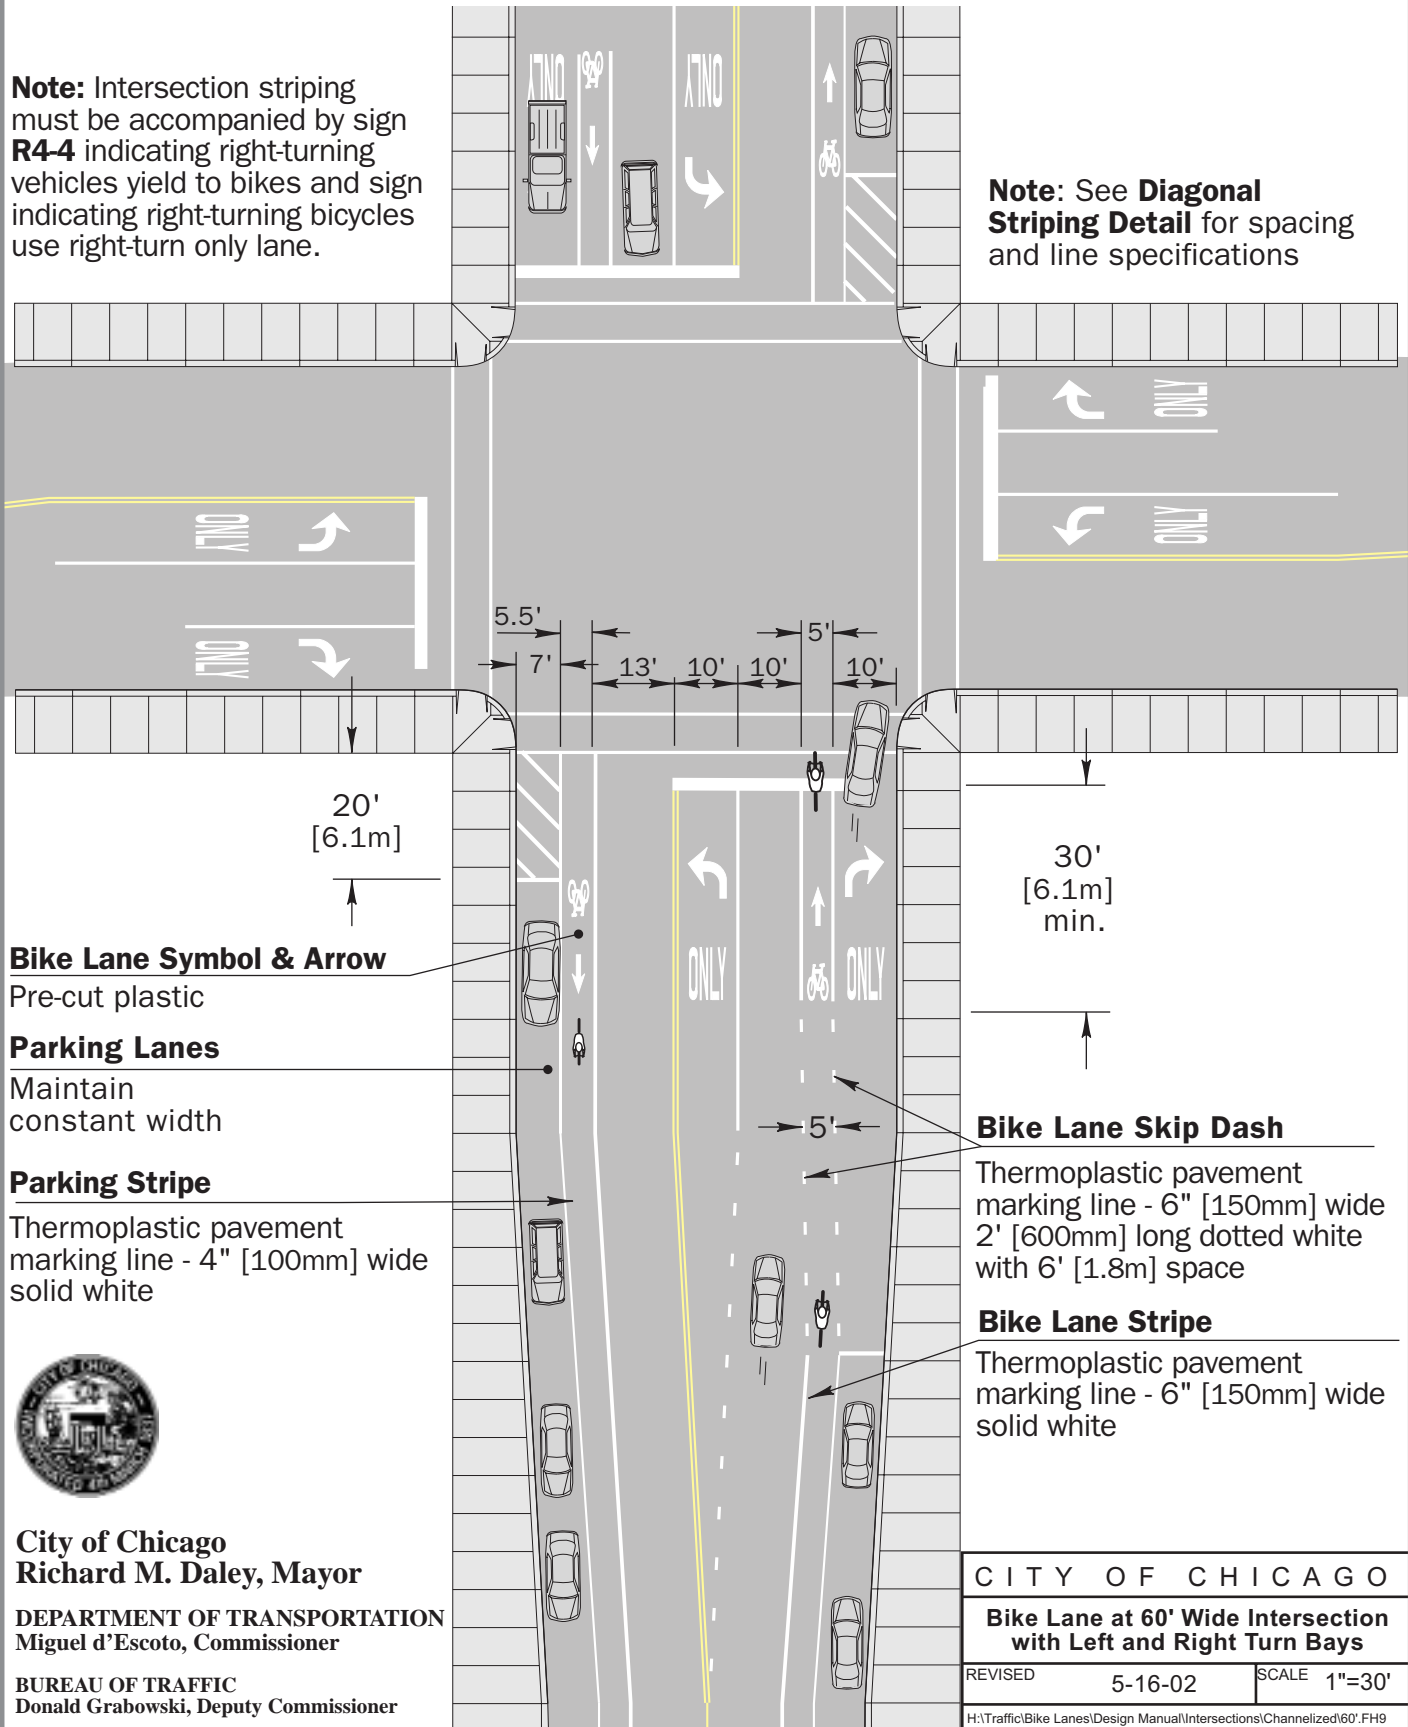 Note: Intersection striping
must be accompanied by sign
R4-4 indicating right-turning
vehicles yield to bikes and sign
indicating right-turning bicycles
use right-turn only lane.
ONLY
ONLY
Note: See Diagonal
Striping Detail for spacing
and line specifications
ONLY
ONLY
ONLY
ONLY
5.5'
5'
7'
13'
10'
10'
10'
20'
[6.1m]
30'
[6.1m]
min.
ONLY
ONLY
Bike Lane Symbol & Arrow
Pre-cut plastic
Parking Lanes
Maintain
constant width
5'
Parking Stripe
Thermoplastic pavement
marking line - 4" [100mm] wide
solid white
Bike Lane Skip Dash
Thermoplastic pavement
marking line - 6" [150mm] wide
2' [600mm] long dotted white
with 6' [1.8m] space
Bike Lane Stripe
Thermoplastic pavement
marking line - 6" [150mm] wide
solid white
CITY OF CHICAGO
City of Chicago
Richard M. Daley, Mayor
DEPARTMENT OF TRANSPORTATION
Miguel d'Escoto, Commissioner
BUREAU OF TRAFFIC
Donald Grabowski, Deputy Commissioner
CITY OF CHICAGO
Bike Lane at 60' Wide Intersection
with Left and Right Turn Bays
REVISED 5-16-02 SCALE 1"=30'
H:\Traffic\Bike Lanes\Design Manual\Intersections\Channelized\60'.FH9